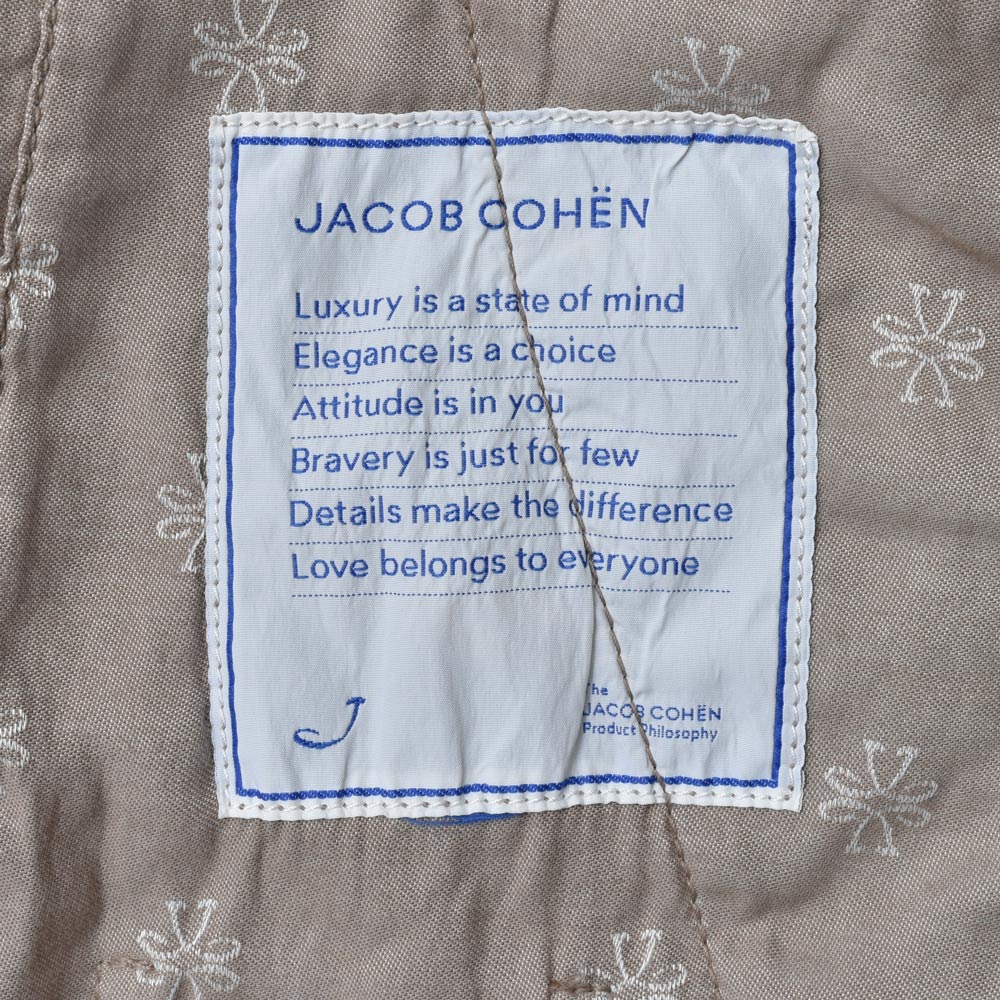 JACOB COHËN
Luxury is a state of mind
Elegance is a choice
Attitude is in you
Bravery is just for few
Details make the difference
Love belongs to everyone
J
The
JACOB COHËN
Product Philosophy